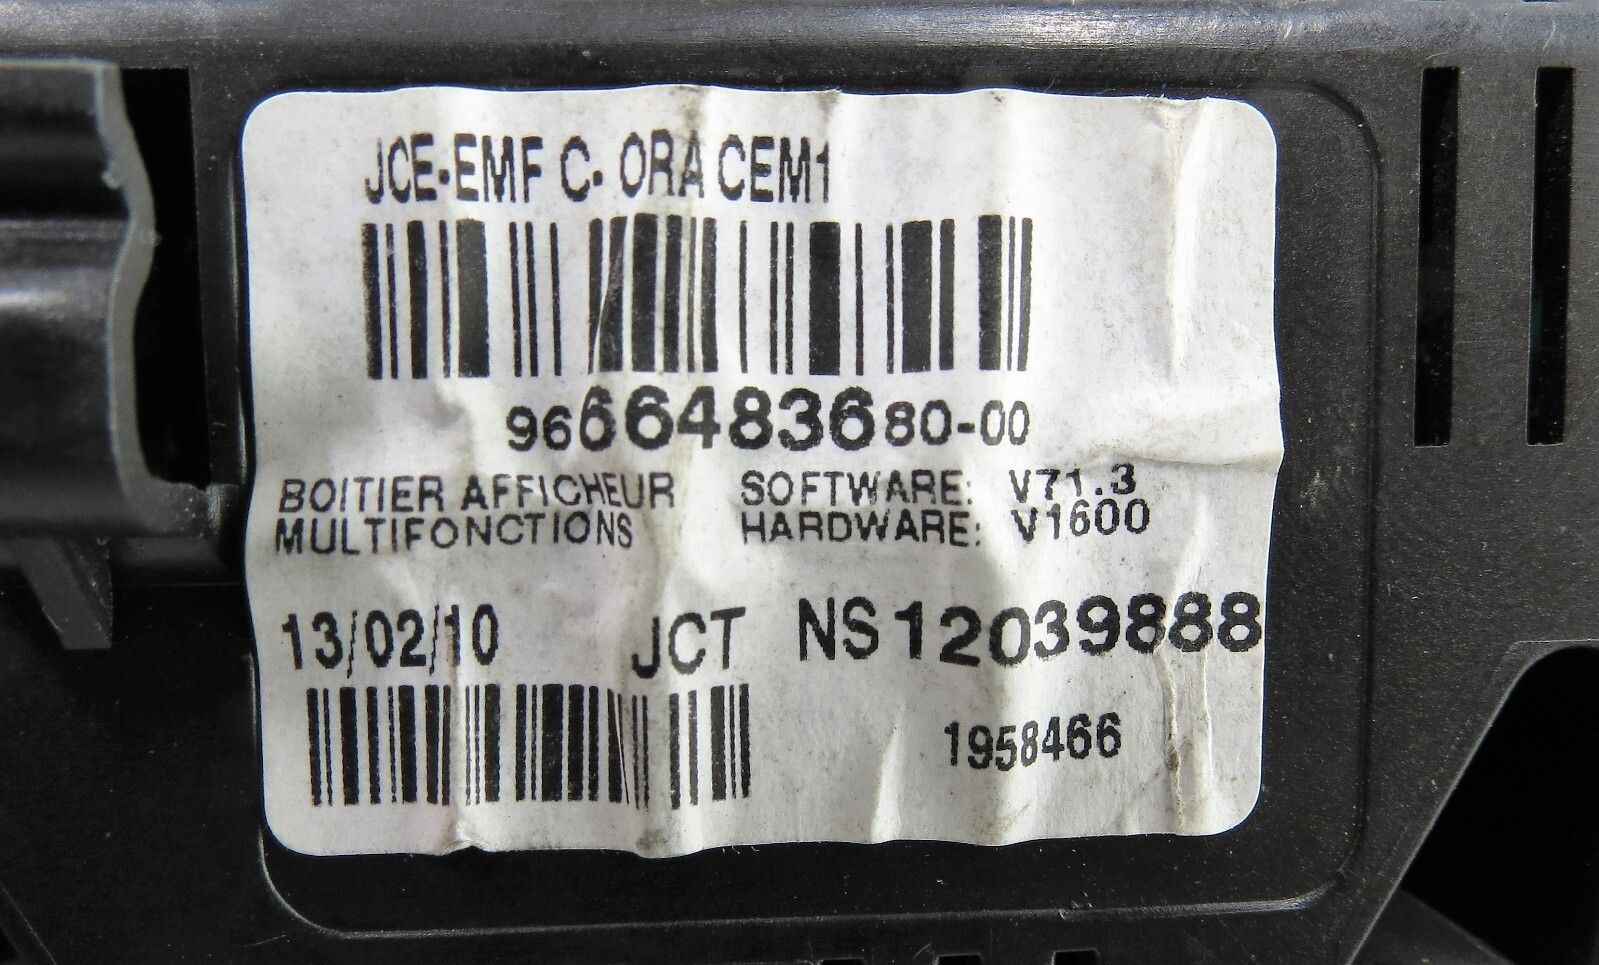 JCE-EMF C- ORA CEM1
9666483680-00
BOITIER AFFICHEUR SOFTWARE: V71.3
MULTIFONCTIONS HARDWARE: V1600
13/02/10 JCT NS12039888
1958466